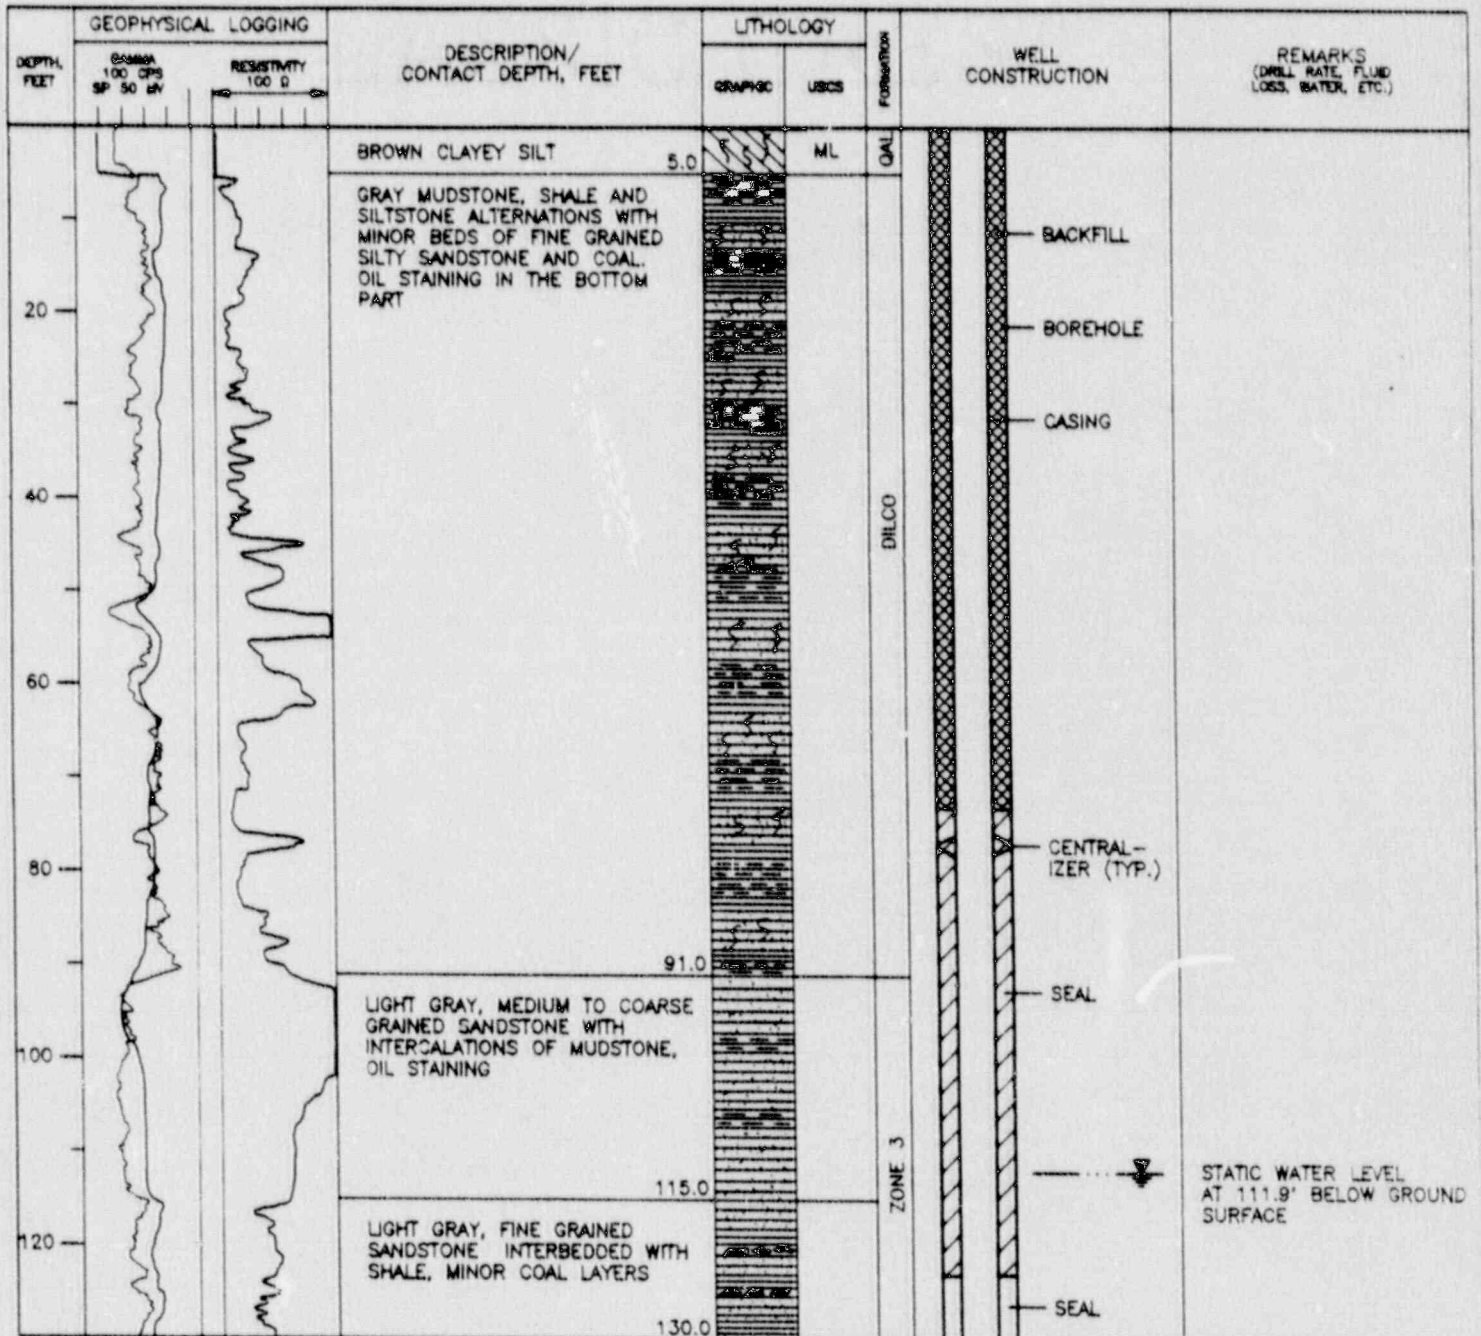 GEOPHYSICAL LOGGING
DEPTH,
FEET
GAMMA
100 CPS
SP 50 MV
RESISTIVITY
100 Ω
DESCRIPTION/
CONTACT DEPTH, FEET
LITHOLOGY
GRAPHIC
USCS
FORMATION
WELL
CONSTRUCTION
REMARKS
(DRILL RATE, FLUID
LOSS, WATER, ETC.)
BROWN CLAYEY SILT
5.0
ML
QAL
GRAY MUDSTONE, SHALE AND
SILTSTONE ALTERNATIONS WITH
MINOR BEDS OF FINE GRAINED
SILTY SANDSTONE AND COAL.
OIL STAINING IN THE BOTTOM
PART
BACKFILL
20
BOREHOLE
CASING
40
DILCO
60
80
CENTRAL-
IZER (TYP.)
91.0
LIGHT GRAY, MEDIUM TO COARSE
GRAINED SANDSTONE WITH
INTERCALATIONS OF MUDSTONE,
OIL STAINING
SEAL
100
ZONE 3
115.0
STATIC WATER LEVEL
AT 111.9' BELOW GROUND
SURFACE
120
LIGHT GRAY, FINE GRAINED
SANDSTONE INTERBEDDED WITH
SHALE, MINOR COAL LAYERS
SEAL
130.0